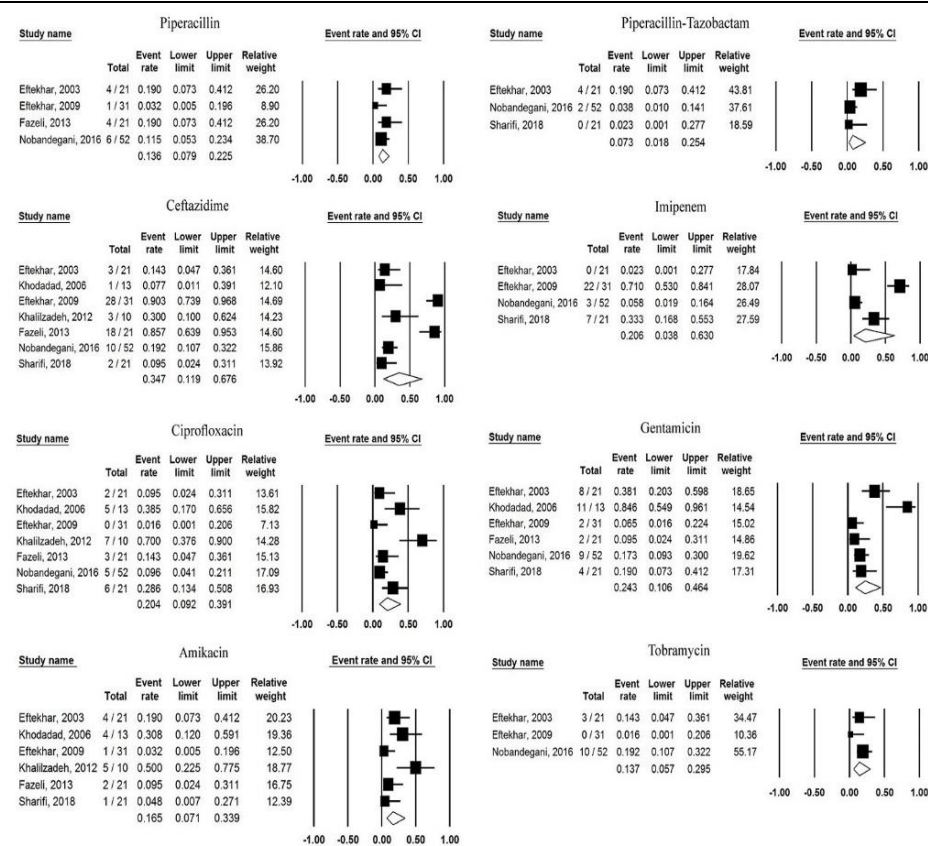 Piperacillin
Study name Event rate and 95% CI
Event Lower Upper Relative
Total rate limit limit weight
Eftekhar, 2003 4 / 21 0.190 0.073 0.412 26.20
Eftekhar, 2009 1 / 31 0.032 0.005 0.196 8.90
Fazeli, 2013 4 / 21 0.190 0.073 0.412 26.20
Nobandegani, 2016 6 / 52 0.115 0.053 0.234 38.70
0.136 0.079 0.225
-1.00 -0.50 0.00 0.50 1.00
Piperacillin-Tazobactam
Study name Event rate and 95% CI
Event Lower Upper Relative
Total rate limit limit weight
Eftekhar, 2003 4 / 21 0.190 0.073 0.412 43.81
Nobandegani, 2016 2 / 52 0.038 0.010 0.141 37.61
Sharifi, 2018 0 / 21 0.023 0.001 0.277 18.59
0.073 0.018 0.254
-1.00 -0.50 0.00 0.50 1.00
Ceftazidime
Study name Event rate and 95% CI
Event Lower Upper Relative
Total rate limit limit weight
Eftekhar, 2003 3 / 21 0.143 0.047 0.361 14.60
Khodadad, 2006 1 / 13 0.077 0.011 0.391 12.10
Eftekhar, 2009 28 / 31 0.903 0.739 0.968 14.69
Khalilzadeh, 2012 3 / 10 0.300 0.100 0.624 14.23
Fazeli, 2013 18 / 21 0.857 0.639 0.953 14.60
Nobandegani, 2016 10 / 52 0.192 0.107 0.322 15.86
Sharifi, 2018 2 / 21 0.095 0.024 0.311 13.92
0.347 0.119 0.676
-1.00 -0.50 0.00 0.50 1.00
Imipenem
Study name Event rate and 95% CI
Event Lower Upper Relative
Total rate limit limit weight
Eftekhar, 2003 0 / 21 0.023 0.001 0.277 17.84
Eftekhar, 2009 22 / 31 0.710 0.530 0.841 28.07
Nobandegani, 2016 3 / 52 0.058 0.019 0.164 26.49
Sharifi, 2018 7 / 21 0.333 0.168 0.553 27.59
0.206 0.038 0.630
-1.00 -0.50 0.00 0.50 1.00
Ciprofloxacin
Study name Event rate and 95% CI
Event Lower Upper Relative
Total rate limit limit weight
Eftekhar, 2003 2 / 21 0.095 0.024 0.311 13.61
Khodadad, 2006 5 / 13 0.385 0.170 0.656 15.82
Eftekhar, 2009 0 / 31 0.016 0.001 0.206 7.13
Khalilzadeh, 2012 7 / 10 0.700 0.376 0.900 14.28
Fazeli, 2013 3 / 21 0.143 0.047 0.361 15.13
Nobandegani, 2016 5 / 52 0.096 0.041 0.211 17.09
Sharifi, 2018 6 / 21 0.286 0.134 0.508 16.93
0.204 0.092 0.391
-1.00 -0.50 0.00 0.50 1.00
Gentamicin
Study name Event rate and 95% CI
Event Lower Upper Relative
Total rate limit limit weight
Eftekhar, 2003 8 / 21 0.381 0.203 0.598 18.65
Khodadad, 2006 11 / 13 0.846 0.549 0.961 14.54
Eftekhar, 2009 2 / 31 0.065 0.016 0.224 15.02
Fazeli, 2013 2 / 21 0.095 0.024 0.311 14.86
Nobandegani, 2016 9 / 52 0.173 0.093 0.300 19.62
Sharifi, 2018 4 / 21 0.190 0.073 0.412 17.31
0.243 0.106 0.464
-1.00 -0.50 0.00 0.50 1.00
Amikacin
Study name Event rate and 95% CI
Event Lower Upper Relative
Total rate limit limit weight
Eftekhar, 2003 4 / 21 0.190 0.073 0.412 20.23
Khodadad, 2006 4 / 13 0.308 0.120 0.591 19.36
Eftekhar, 2009 1 / 31 0.032 0.005 0.196 12.50
Khalilzadeh, 2012 5 / 10 0.500 0.225 0.775 18.77
Fazeli, 2013 2 / 21 0.095 0.024 0.311 16.75
Sharifi, 2018 1 / 21 0.048 0.007 0.271 12.39
0.165 0.071 0.339
-1.00 -0.50 0.00 0.50 1.00
Tobramycin
Study name Event rate and 95% CI
Event Lower Upper Relative
Total rate limit limit weight
Eftekhar, 2003 3 / 21 0.143 0.047 0.361 34.47
Eftekhar, 2009 0 / 31 0.016 0.001 0.206 10.36
Nobandegani, 2016 10 / 52 0.192 0.107 0.322 55.17
0.137 0.057 0.295
-1.00 -0.50 0.00 0.50 1.00